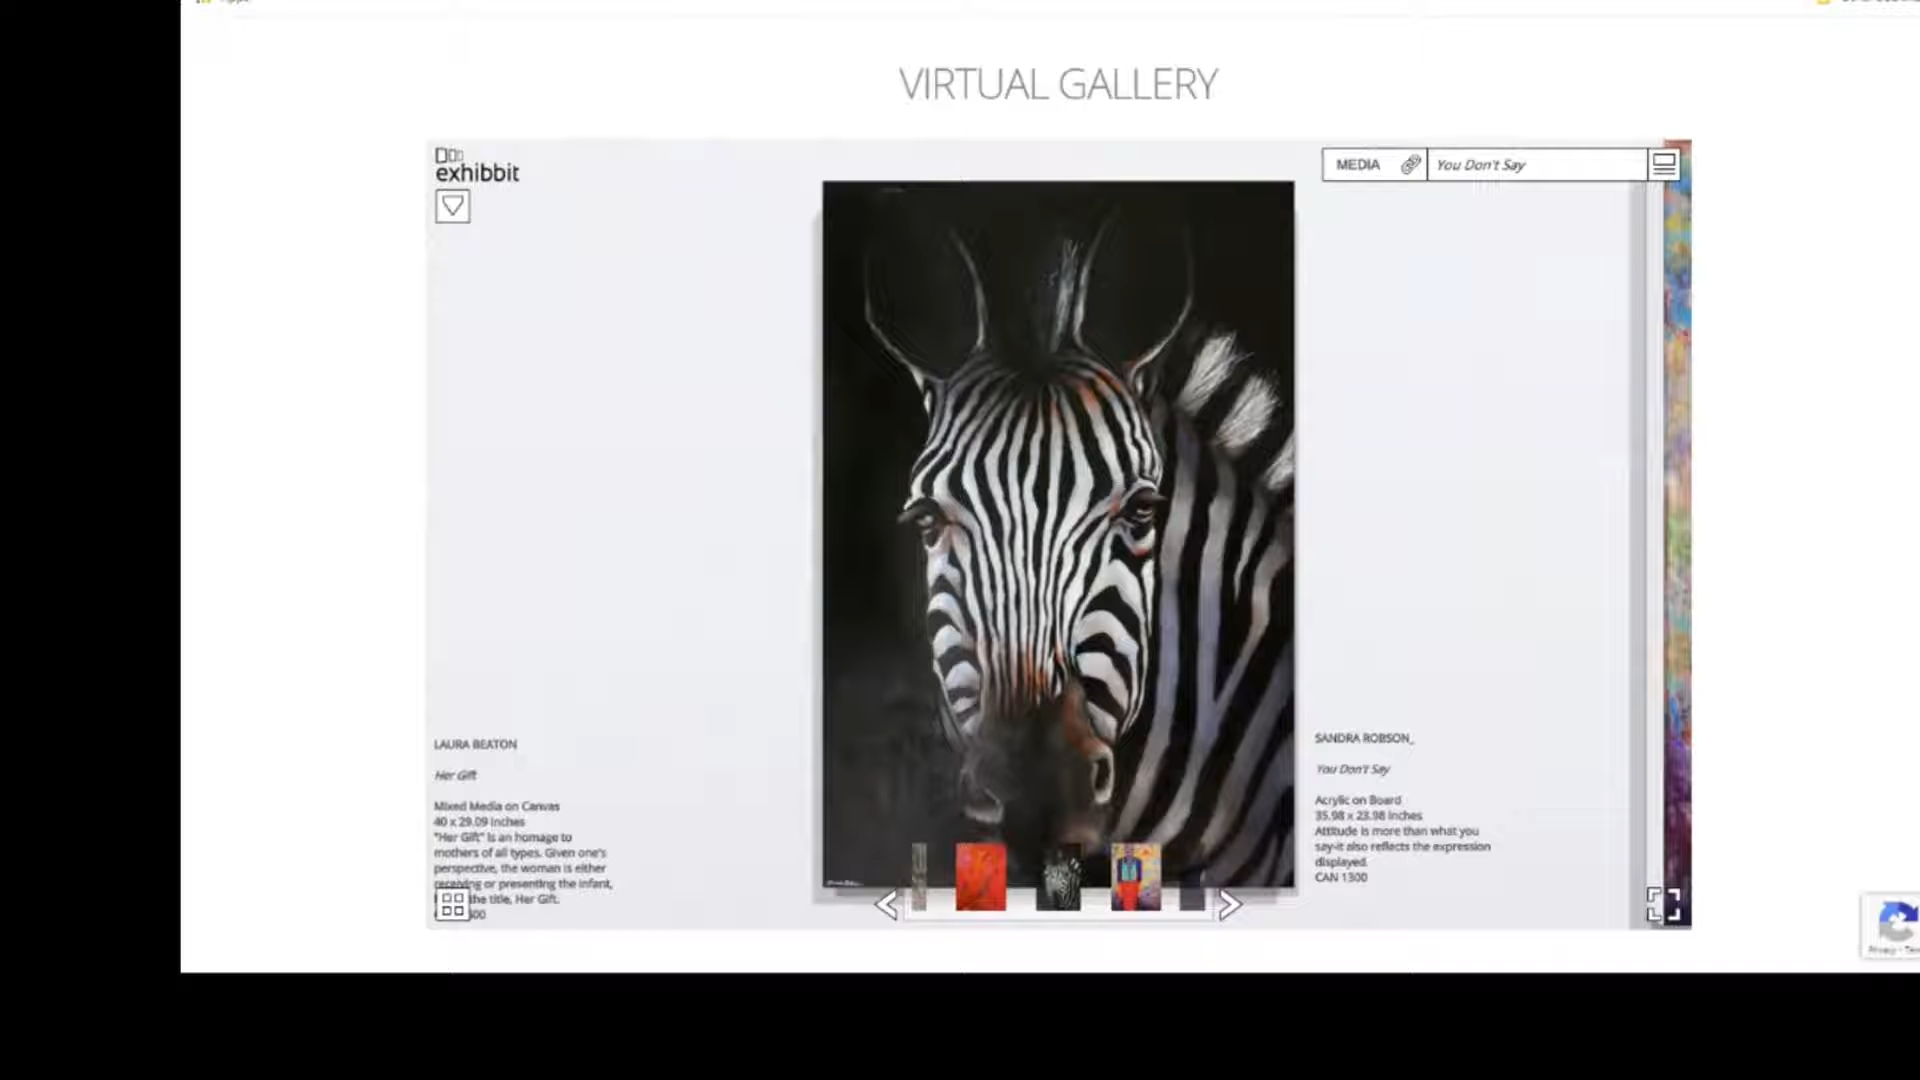 VIRTUAL GALLERY
exhibbit
MEDIA
You Don't Say
LAURA BEATON
Her Gift
Mixed Media on Canvas
40 x 29.09 inches
"Her Gift" is an homage to
mothers of all types. Given one's
perspective, the woman is either
receiving or presenting the infant,
the title, Her Gift.
SANDRA ROBSON_
You Don't Say
Acrylic on Board
35.98 x 23.98 inches
Attitude is more than what you
say-it also reflects the expression
displayed.
CAN 1300
Privacy